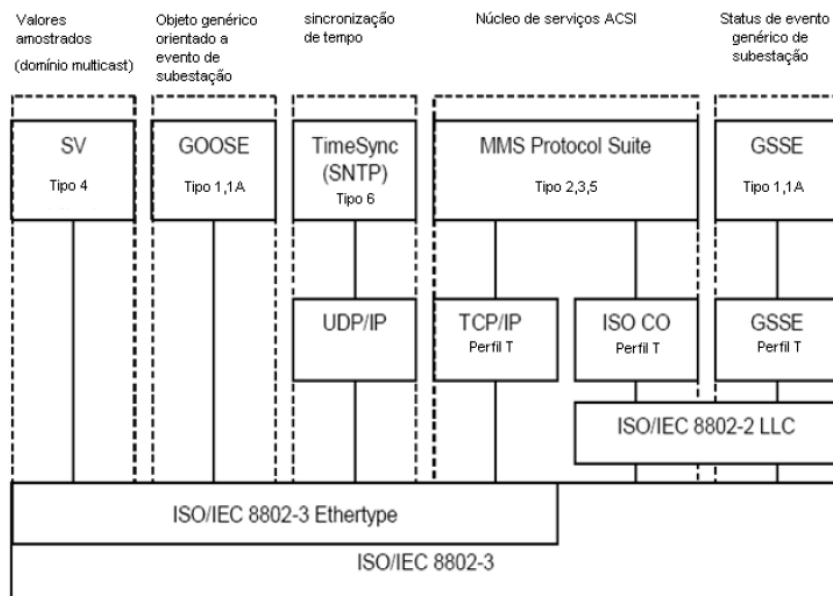 Valores
amostrados
(domínio multicast)
Objeto genérico
orientado a
evento de
subestação
sincronização
de tempo
Núcleo de serviços ACSI
Status de evento
genérico de
subestação
SV
Tipo 4
GOOSE
Tipo 1,1A
TimeSync
(SNTP)
Tipo 6
MMS Protocol Suite
Tipo 2,3,5
GSSE
Tipo 1,1A
UDP/IP
TCP/IP
Perfil T
ISO CO
Perfil T
GSSE
Perfil T
ISO/IEC 8802-2 LLC
ISO/IEC 8802-3 Ethertype
ISO/IEC 8802-3